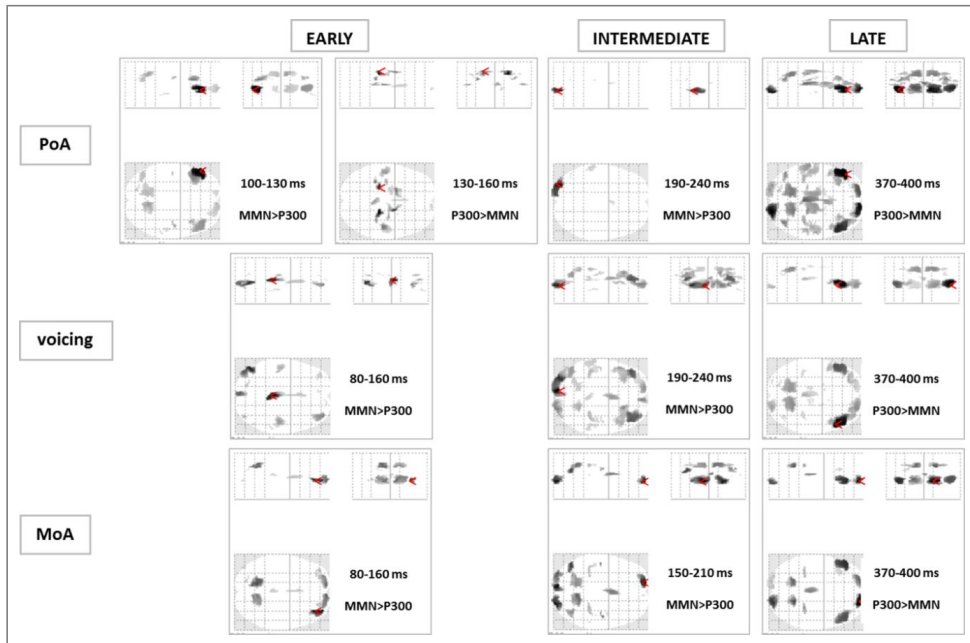 EARLY
INTERMEDIATE
LATE
PoA
100-130 ms
MMN>P300
130-160 ms
P300>MMN
190-240 ms
MMN>P300
370-400 ms
P300>MMN
voicing
80-160 ms
MMN>P300
190-240 ms
MMN>P300
370-400 ms
P300>MMN
MoA
80-160 ms
MMN>P300
150-210 ms
MMN>P300
370-400 ms
P300>MMN